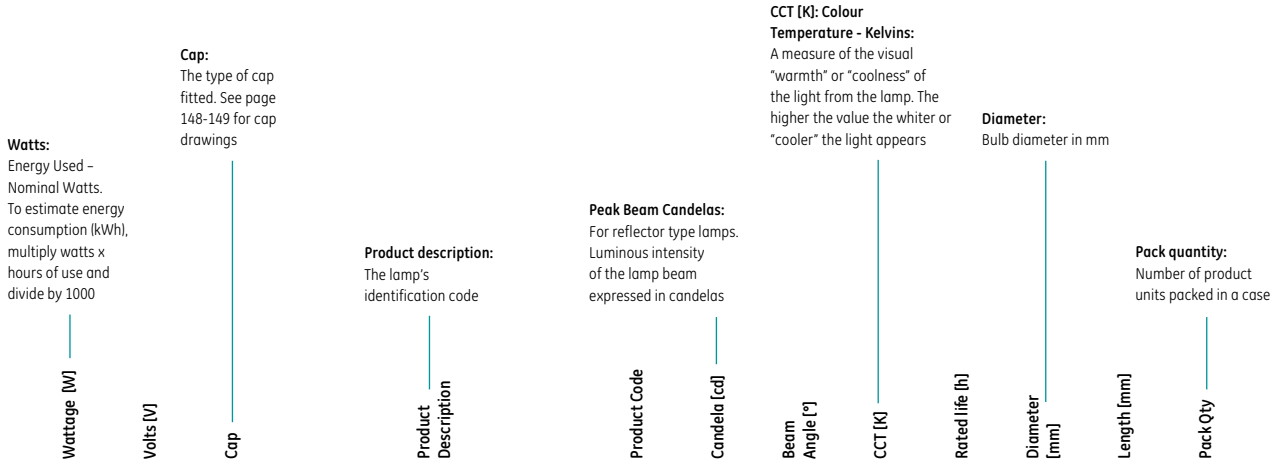 Watts:
Energy Used –
Nominal Watts.
To estimate energy
consumption (kWh),
multiply watts x
hours of use and
divide by 1000
Cap:
The type of cap
fitted. See page
148-149 for cap
drawings
Product description:
The lamp's
identification code
Peak Beam Candelas:
For reflector type lamps.
Luminous intensity
of the lamp beam
expressed in candelas
CCT [K]: Colour
Temperature - Kelvins:
A measure of the visual
"warmth" or "coolness" of
the light from the lamp. The
higher the value the whiter or
"cooler" the light appears
Diameter:
Bulb diameter in mm
Pack quantity:
Number of product
units packed in a case
Wattage [W]
Volts [V]
Cap
Product
Description
Product Code
Candela [cd]
Beam
Angle [°]
CCT [K]
Rated life [h]
Diameter
[mm]
Length [mm]
Pack Qty